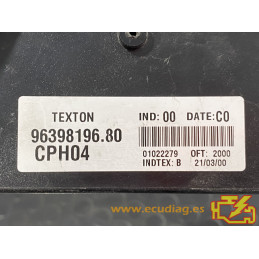 TEXTON
IND: 00 DATE: C0
96398196.80
CPH04
01022279 OFT: 2000
INDTEX: B 21/03/00
www.ecudiag.es